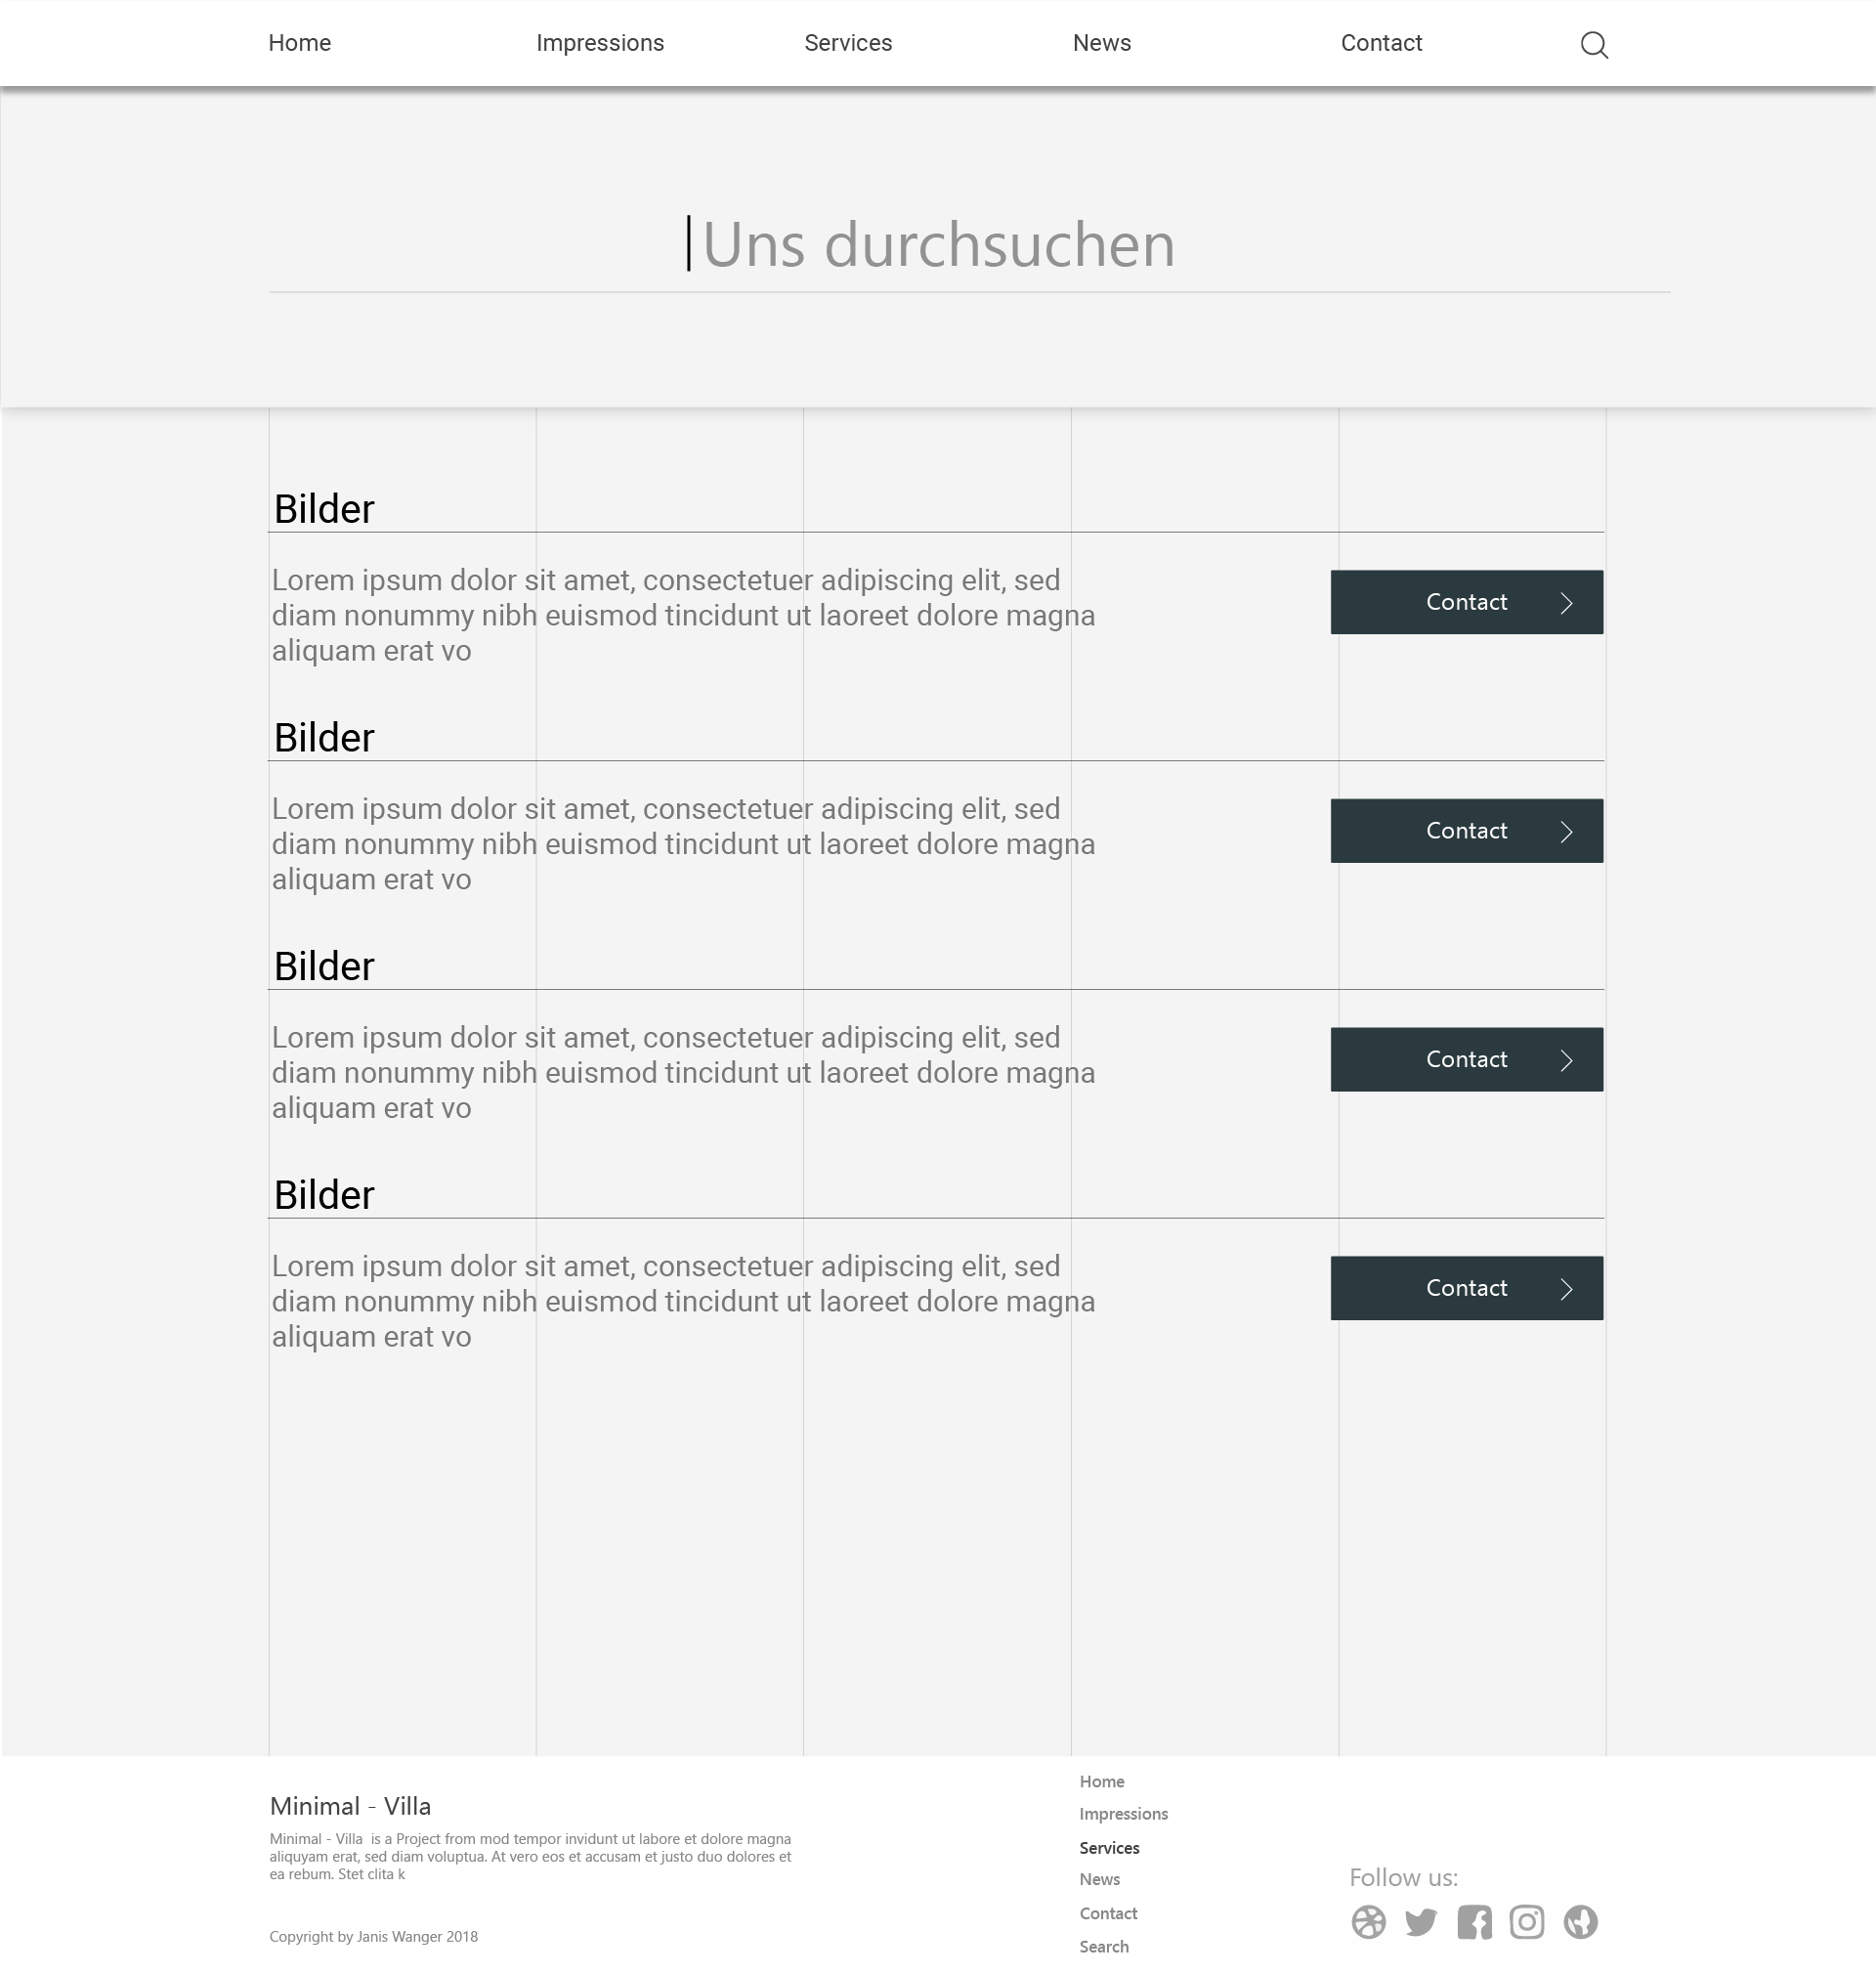 Home Impressions Services News Contact
Uns durchsuchen
Bilder
Lorem ipsum dolor sit amet, consectetuer adipiscing elit, sed
diam nonummy nibh euismod tincidunt ut laoreet dolore magna
aliquam erat vo
Contact
Bilder
Lorem ipsum dolor sit amet, consectetuer adipiscing elit, sed
diam nonummy nibh euismod tincidunt ut laoreet dolore magna
aliquam erat vo
Contact
Bilder
Lorem ipsum dolor sit amet, consectetuer adipiscing elit, sed
diam nonummy nibh euismod tincidunt ut laoreet dolore magna
aliquam erat vo
Contact
Bilder
Lorem ipsum dolor sit amet, consectetuer adipiscing elit, sed
diam nonummy nibh euismod tincidunt ut laoreet dolore magna
aliquam erat vo
Contact
Minimal - Villa
Minimal - Villa  is a Project from mod tempor invidunt ut labore et dolore magna
aliquyam erat, sed diam voluptua. At vero eos et accusam et justo duo dolores et
ea rebum. Stet clita k
Copyright by Janis Wanger 2018
Home
Impressions
Services
News
Contact
Search
Follow us: